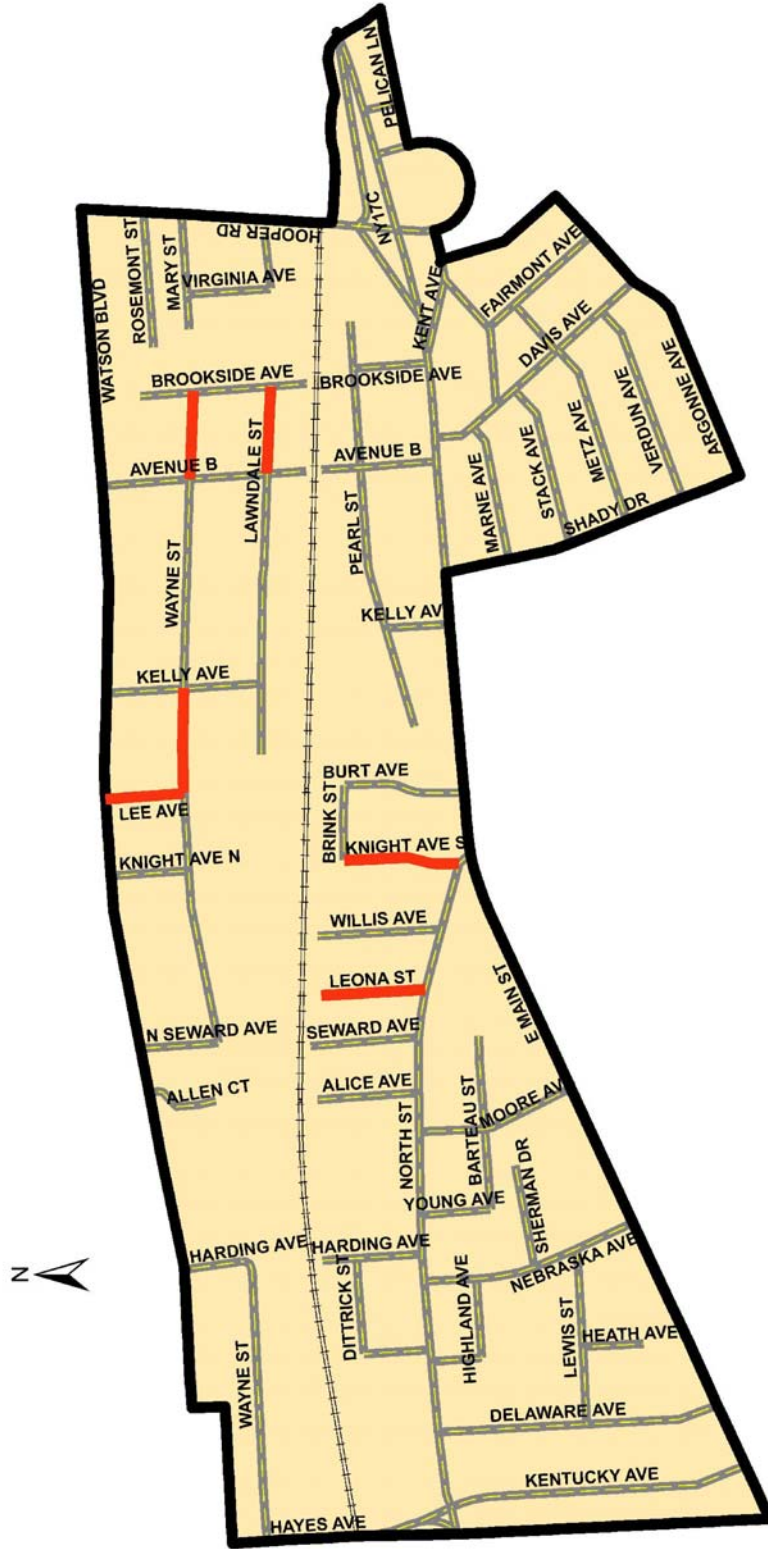 PELICAN LN
NY17C
HOOPER RD
ROSEMONT ST
MARY ST
VIRGINIA AVE
WATSON BLVD
KENT AVE
FAIRMONT AVE
DAVIS AVE
BROOKSIDE AVE
BROOKSIDE AVE
ARGONNE AVE
VERDUN AVE
METZ AVE
STACK AVE
MARNE AVE
SHADY DR
AVENUE B
AVENUE B
LAWNDALE ST
PEARL ST
WAYNE ST
KELLY AV
KELLY AVE
BURT AVE
BRINK ST
LEE AVE
KNIGHT AVE S
KNIGHT AVE N
WILLIS AVE
LEONA ST
E MAIN ST
N SEWARD AVE
SEWARD AVE
ALLEN CT
ALICE AVE
NORTH ST
BARTEAU ST
MOORE AV
YOUNG AVE
SHERMAN DR
HARDING AVE
HARDING AVE
NEBRASKA AVE
N
DITTRICK ST
HIGHLAND AVE
LEWIS ST
HEATH AVE
WAYNE ST
DELAWARE AVE
KENTUCKY AVE
HAYES AVE